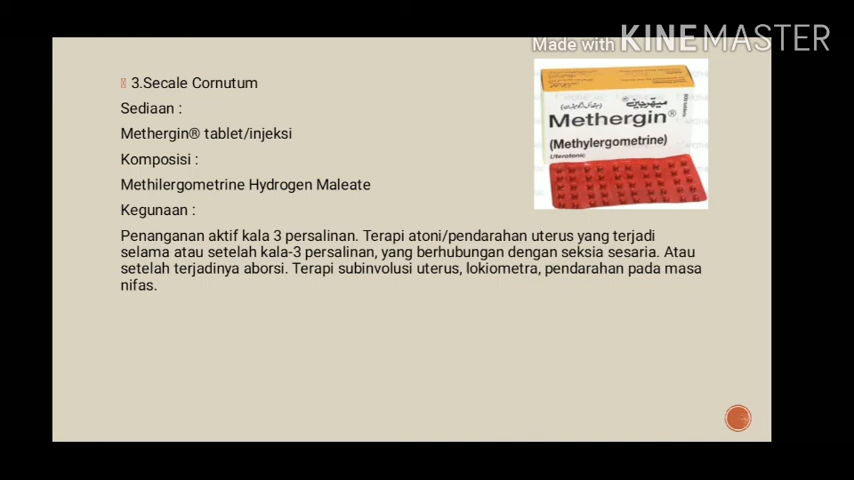 Made with KINEMASTER
3.Secale Cornutum
Sediaan :
Methergin® tablet/injeksi
Komposisi :
Methilergometrine Hydrogen Maleate
Kegunaan :
Penanganan aktif kala 3 persalinan. Terapi atoni/pendarahan uterus yang terjadi
selama atau setelah kala-3 persalinan, yang berhubungan dengan seksia sesaria. Atau
setelah terjadinya aborsi. Terapi subinvolusi uterus, lokiometra, pendarahan pada masa
nifas.
Methergin®
(Methylergometrine)
Uterotonic